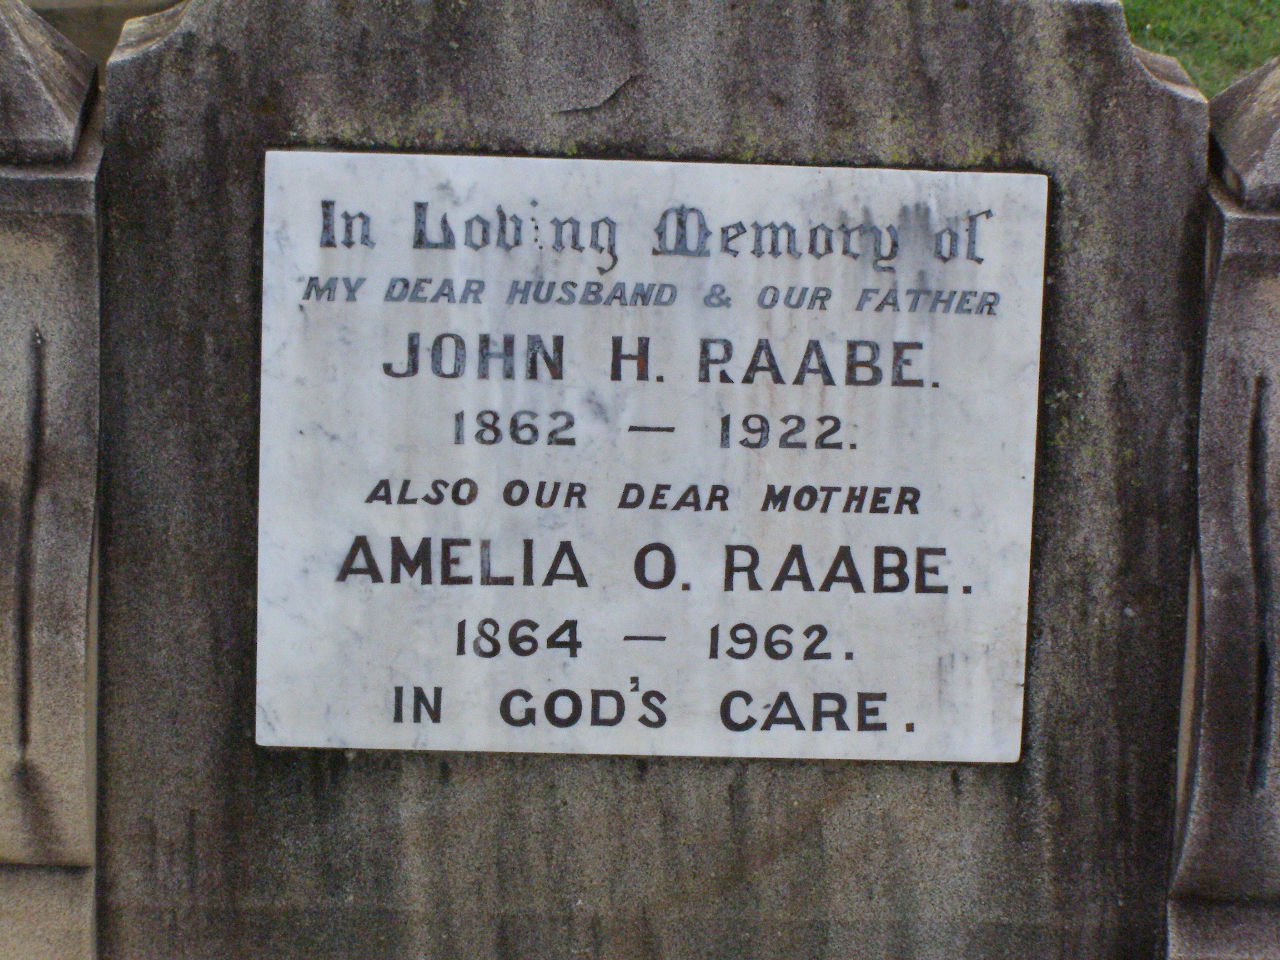 In Loving Memory of
MY DEAR HUSBAND & OUR FATHER
JOHN H. RAABE.
1862 — 1922.
ALSO OUR DEAR MOTHER
AMELIA O. RAABE.
1864 — 1962.
IN GOD'S CARE.